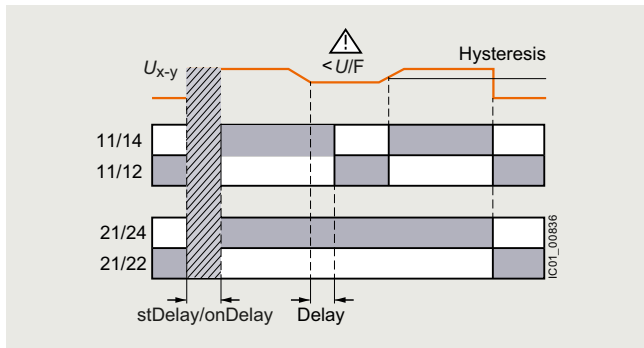 Hysteresis
Ux-y
<U/F
11/14
11/12
21/24
21/22
IC01_00836
stDelay/onDelay
Delay